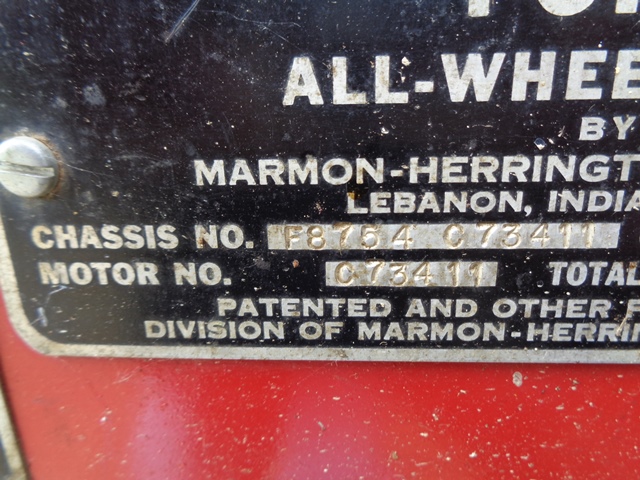 ALL-WHEE
BY
MARMON-HERRINGT
LEBANON, INDIA
CHASSIS NO. F8754 C73411
MOTOR NO. C73411 TOTAL
PATENTED AND OTHER P
DIVISION OF MARMON-HERRIN